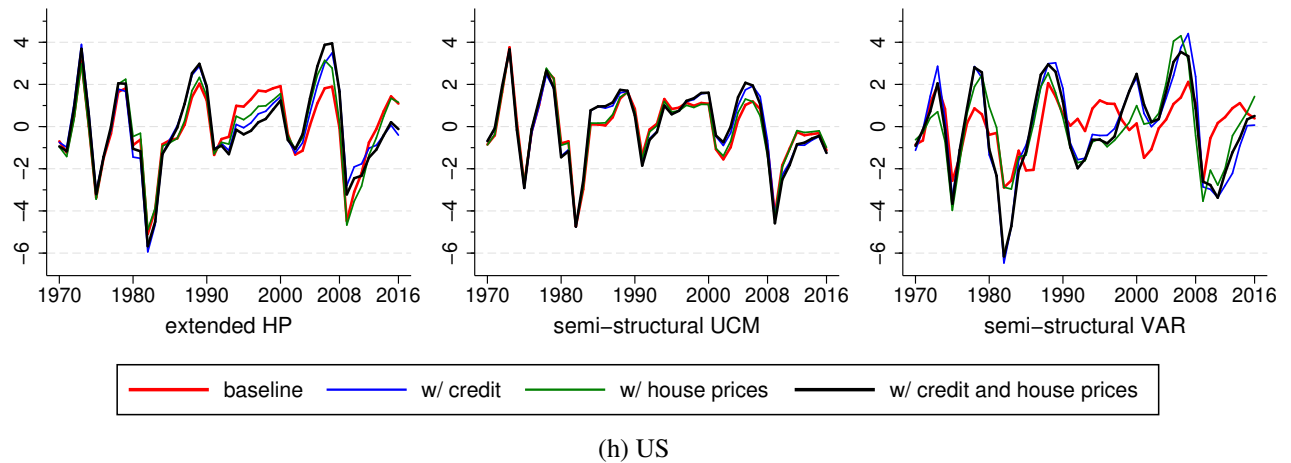 4
2
0
−2
−4
−6
1970 1980 1990 2000 2008 2016
extended HP
4
2
0
−2
−4
−6
1970 1980 1990 2000 2008 2016
semi−structural UCM
4
2
0
−2
−4
−6
1970 1980 1990 2000 2008 2016
semi−structural VAR
baseline w/ credit w/ house prices w/ credit and house prices
(h) US